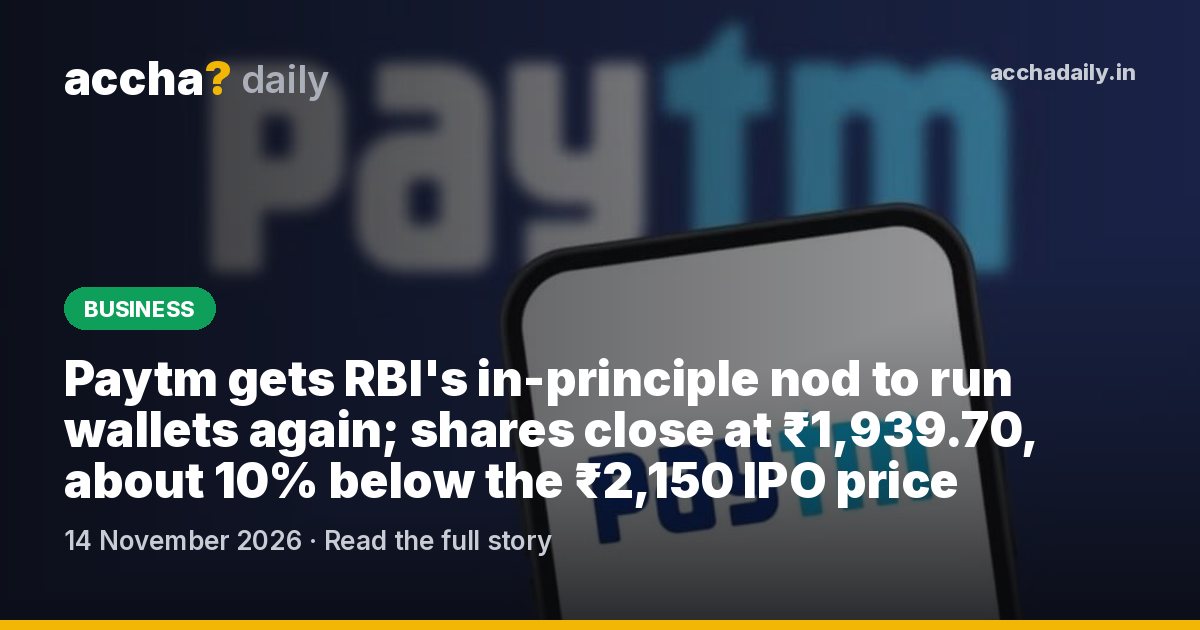 accha? daily
acchadaily.in
paytm
BUSINESS
Paytm gets RBI's in-principle nod to run
wallets again; shares close at ₹1,939.70,
about 10% below the ₹2,150 IPO price
paytm
14 November 2026 · Read the full story